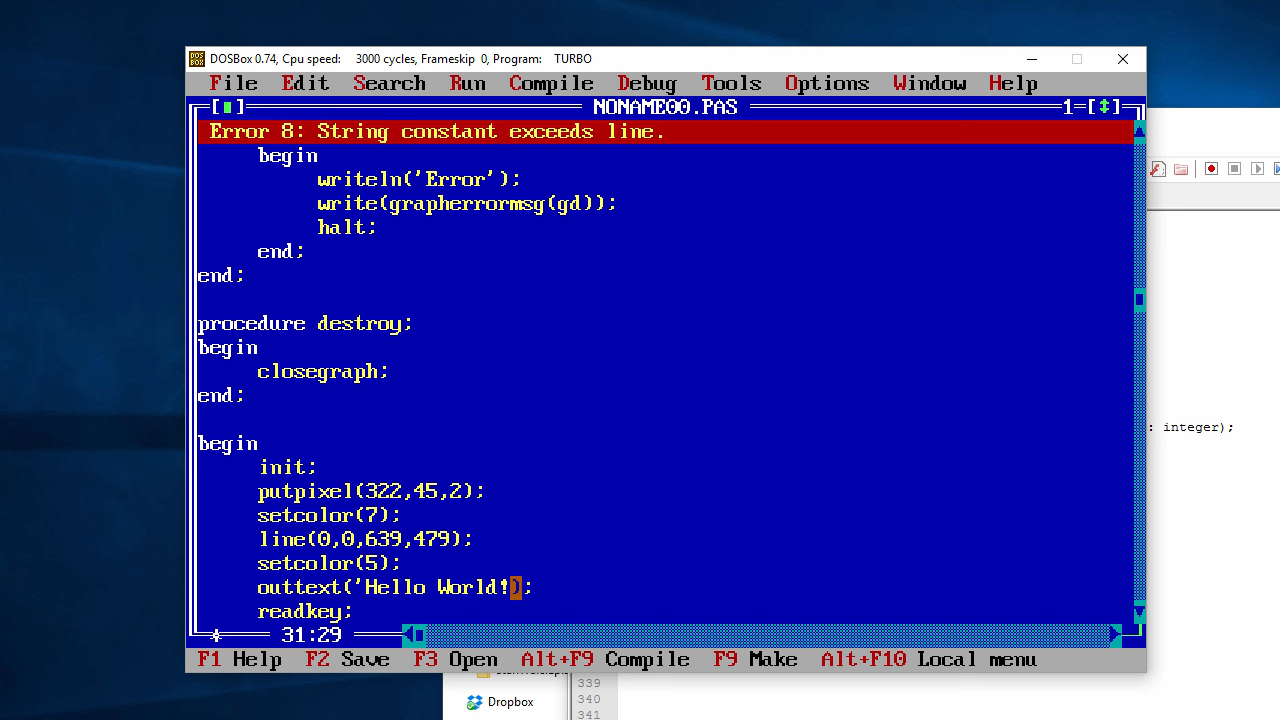 DOSBox 0.74, Cpu speed: 3000 cycles, Frameskip 0, Program: TURBO
File Edit Search Run Compile Debug Tools Options Window Help
NONAME00.PAS 1
Error 8: String constant exceeds line.
begin
writeln('Error');
write(grapherrormsg(gd));
halt;
end;
end;
procedure destroy;
begin
closegraph;
end;
: integer);
begin
init;
putpixel(322,45,2);
setcolor(7);
line(0,0,639,479);
setcolor(5);
outtext('Hello World!);
readkey;
31:29
F1 Help F2 Save F3 Open Alt+F9 Compile F9 Make Alt+F10 Local menu
339
Dropbox 340
341